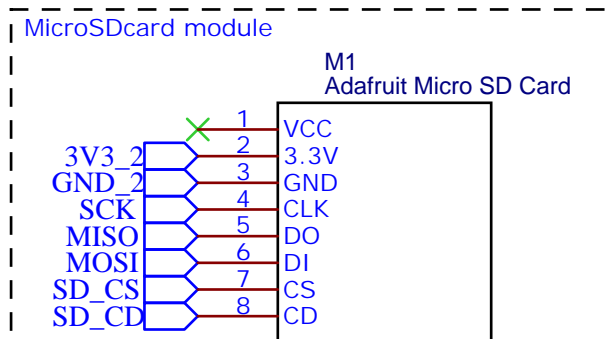 MicroSDcard module
M1
Adafruit Micro SD Card
1 VCC
3V3_2 2 3.3V
GND_2 3 GND
SCK 4 CLK
MISO 5 DO
MOSI 6 DI
SD_CS 7 CS
SD_CD 8 CD